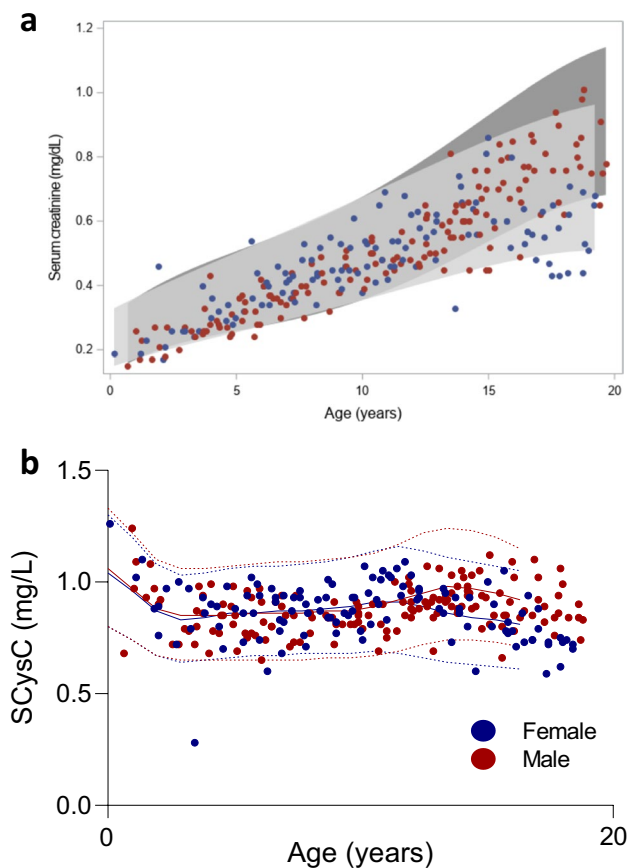 a
1.2
1.0
0.8
0.6
0.4
0.2
Serum creatinine (mg/dL)
0 5 10 15 20
Age (years)
b
1.5
1.0
0.5
0.0
SCysC (mg/L)
Female
Male
0 20
Age (years)